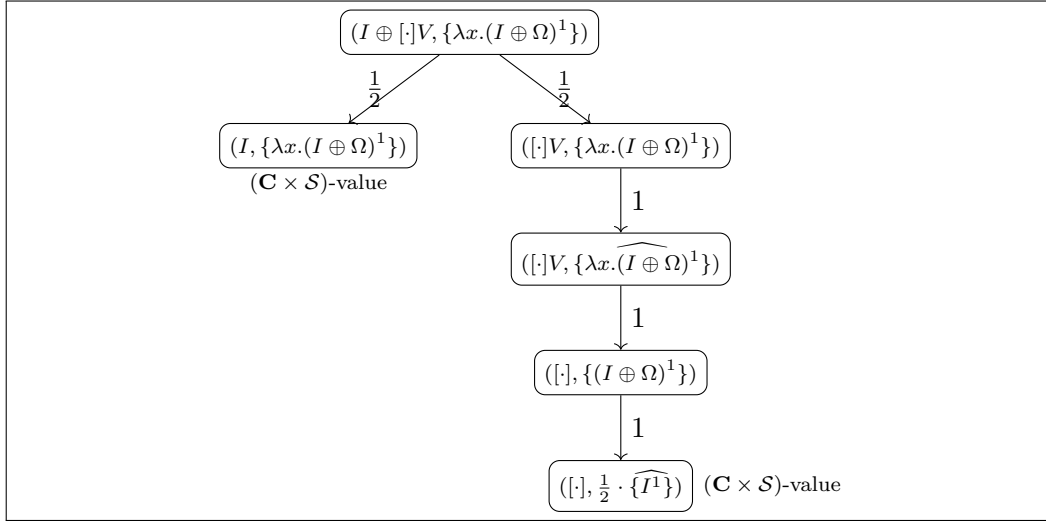 (I ⊕ [·]V, {λx.(I ⊕ Ω)¹})
1/2 1/2
(I, {λx.(I ⊕ Ω)¹}) ([·]V, {λx.(I ⊕ Ω)¹})
(𝐂 × 𝒮)-value
1
([·]V, {λx.\widehat{(I ⊕ Ω)}¹})
1
([·], {(I ⊕ Ω)¹})
1
([·], 1/2 · \widehat{{I¹}}) (𝐂 × 𝒮)-value